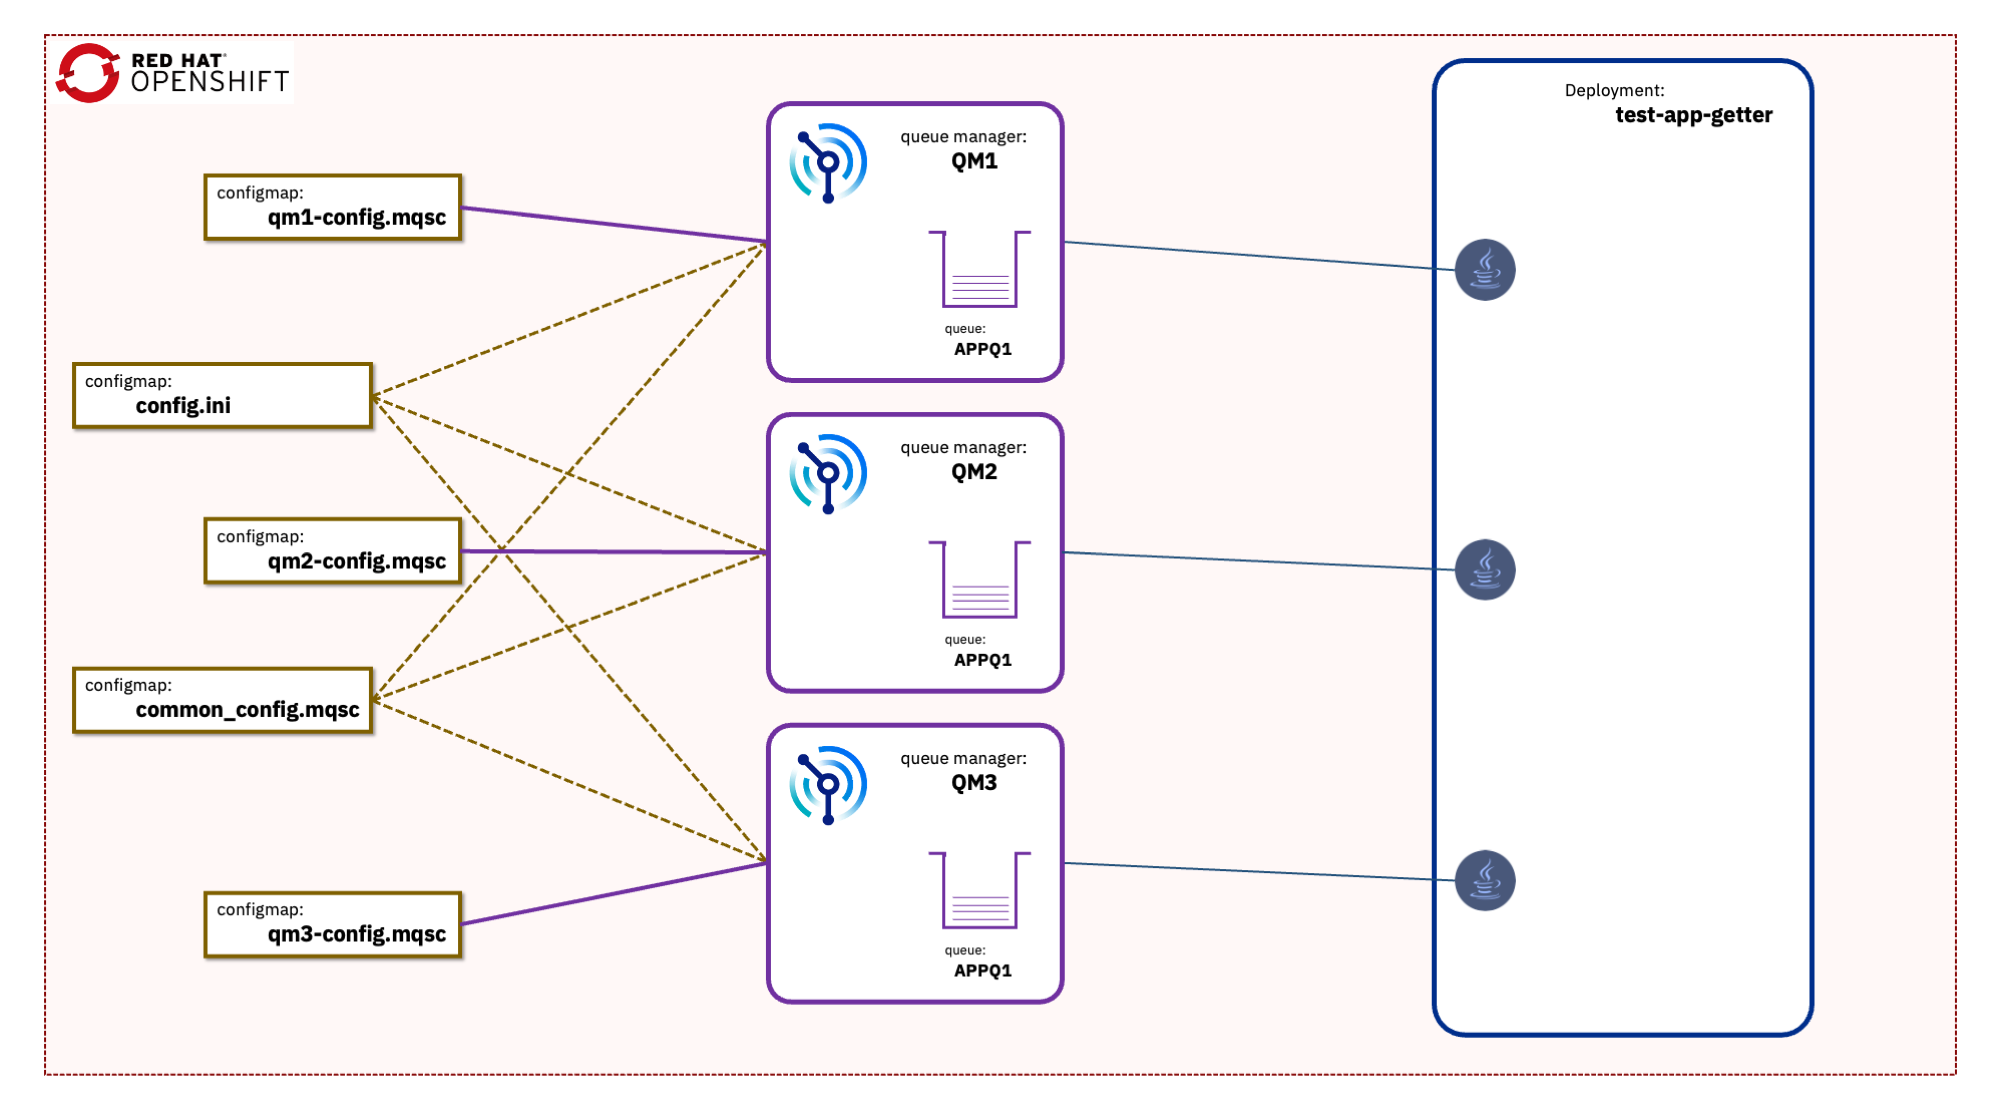 RED HAT®
OPENSHIFT
configmap:
qm1-config.mqsc
configmap:
config.ini
configmap:
qm2-config.mqsc
configmap:
common_config.mqsc
configmap:
qm3-config.mqsc
queue manager:
QM1
queue:
APPQ1
queue manager:
QM2
queue:
APPQ1
queue manager:
QM3
queue:
APPQ1
Deployment:
test-app-getter